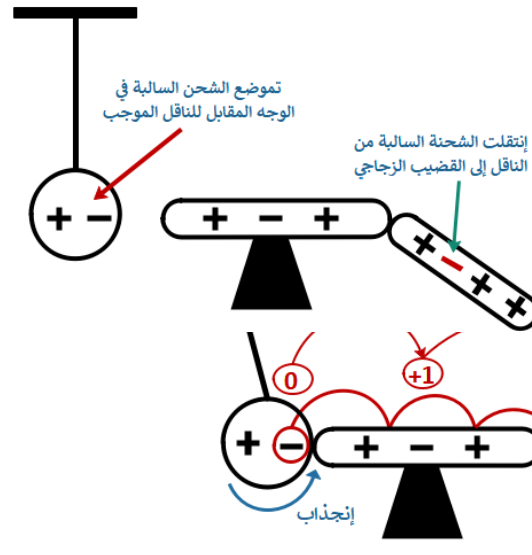 تموضع الشحن السالبة في
الوجه المقابل للناقل الموجب
إنتقلت الشحنة السالبة من
الناقل إلى القضيب الزجاجي
+ −
+ − +
+ − + +
0
+1
+ −
+ − +
إنجذاب